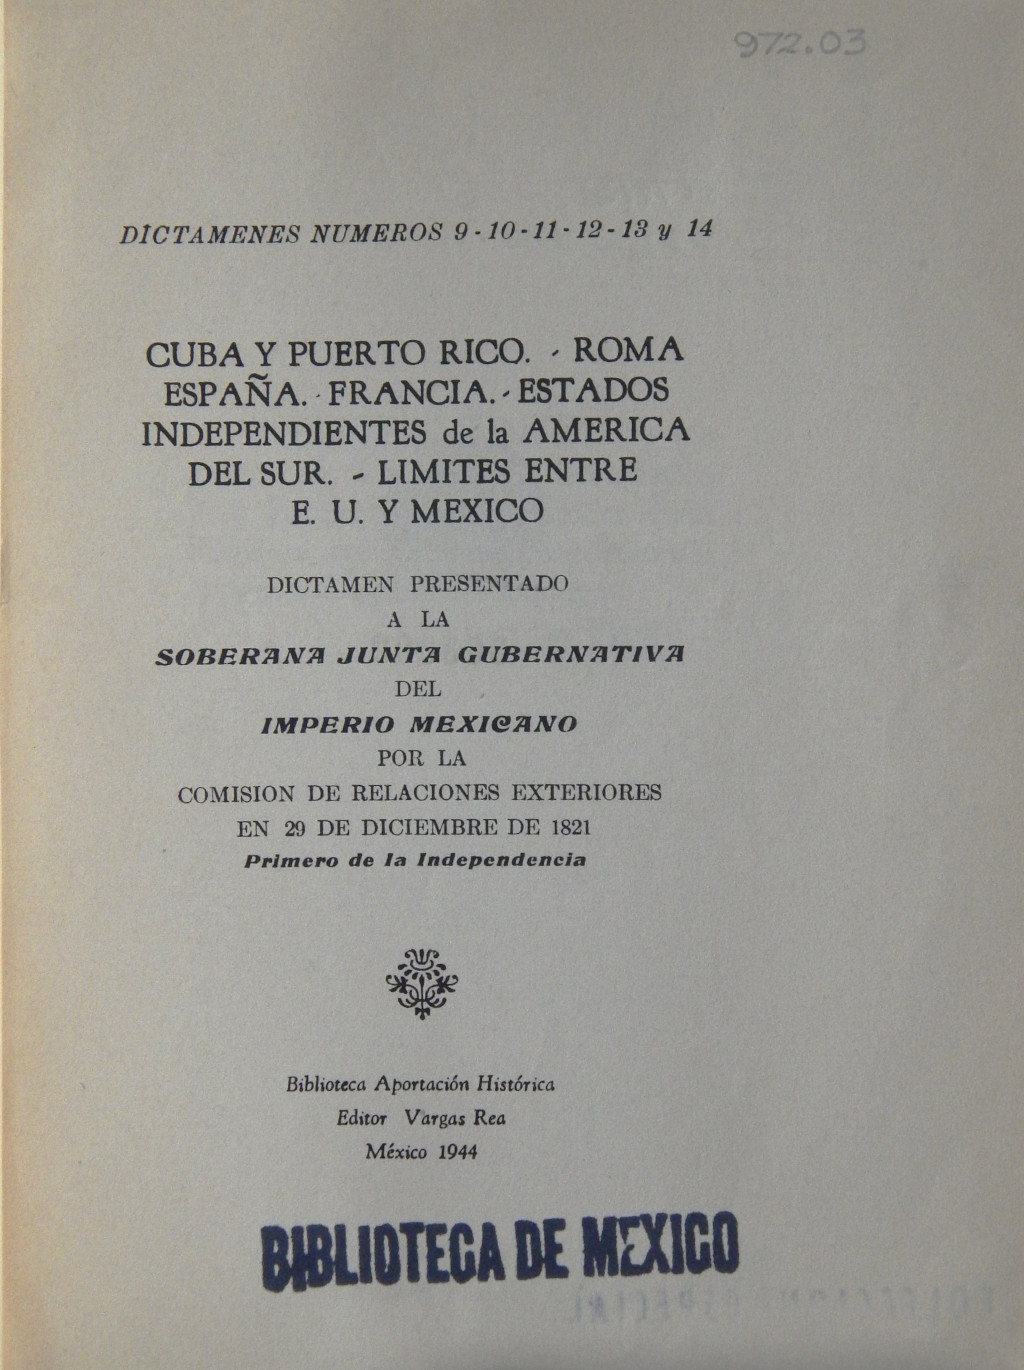 972.03
DICTAMENES NUMEROS 9-10-11-12-13 y 14
CUBA Y PUERTO RICO. - ROMA
ESPAÑA. - FRANCIA. - ESTADOS
INDEPENDIENTES de la AMERICA
DEL SUR. - LIMITES ENTRE
E. U. Y MEXICO
DICTAMEN PRESENTADO
A LA
SOBERANA JUNTA GUBERNATIVA
DEL
IMPERIO MEXICANO
POR LA
COMISION DE RELACIONES EXTERIORES
EN 29 DE DICIEMBRE DE 1821
Primero de la Independencia
Biblioteca Aportación Histórica
Editor Vargas Rea
México 1944
BIBLIOTECA DE MEXICO